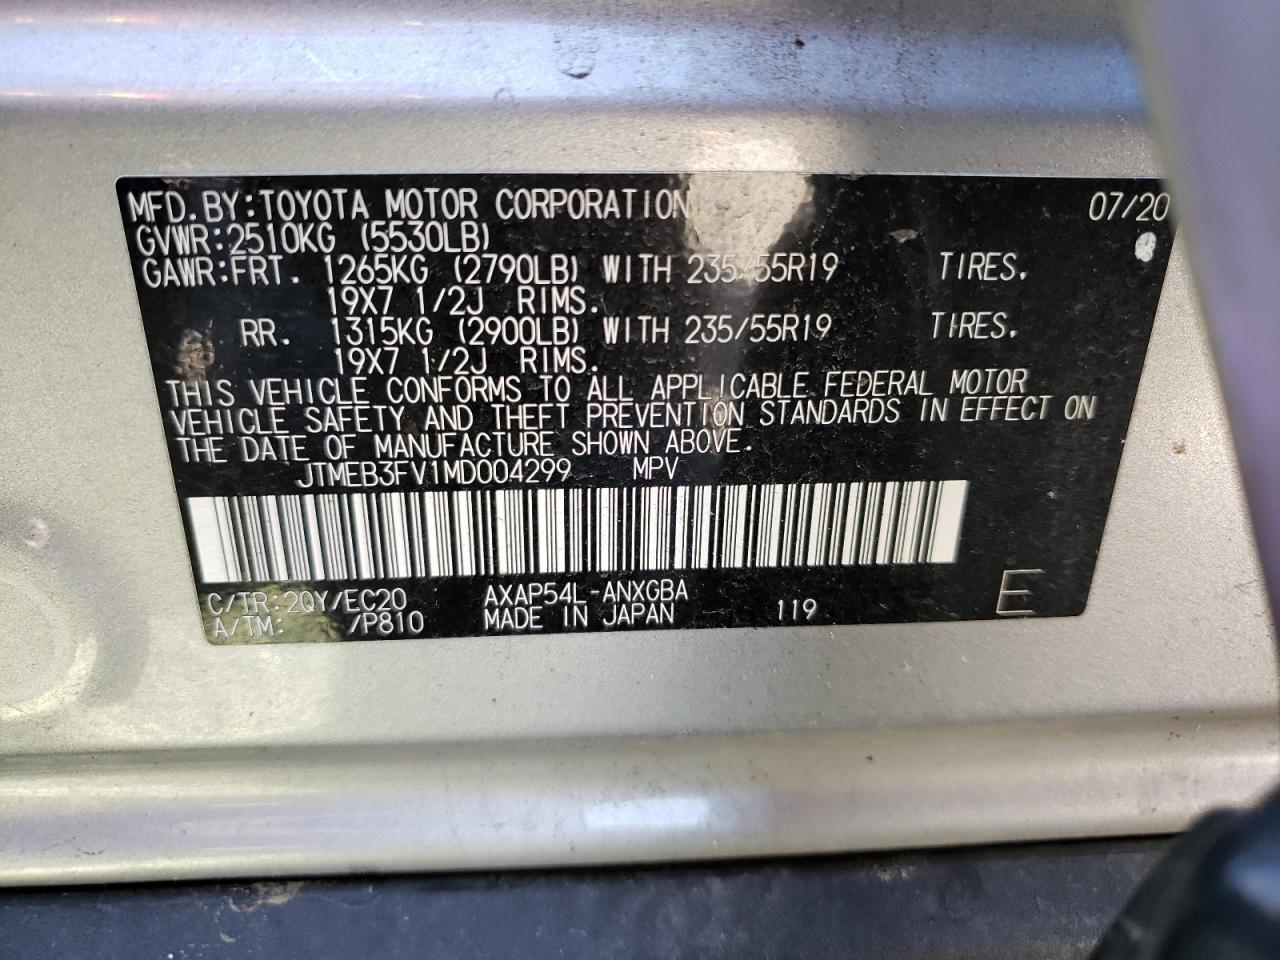 MFD.BY:TOYOTA MOTOR CORPORATION 07/20
GVWR:2510KG (5530LB)
GAWR:FRT. 1265KG (2790LB) WITH 235/55R19 TIRES.
19X7 1/2J RIMS.
RR. 1315KG (2900LB) WITH 235/55R19 TIRES.
19X7 1/2J RIMS.
THIS VEHICLE CONFORMS TO ALL APPLICABLE FEDERAL MOTOR
VEHICLE SAFETY AND THEFT PREVENTION STANDARDS IN EFFECT ON
THE DATE OF MANUFACTURE SHOWN ABOVE.
JTMEB3FV1MD004299 MPV
C/TR:2QY/EC20 AXAP54L-ANXGBA
A/TM: /P810 MADE IN JAPAN 119 E